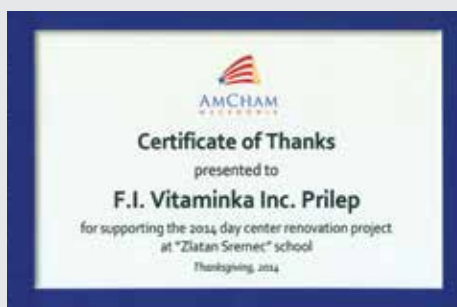 AMCHAM
MACEDONIA
Certificate of Thanks
presented to
F.I. Vitaminka Inc. Prilep
for supporting the 2014 day center renovation project
at "Zlatan Sremec" school
Thanksgiving, 2014